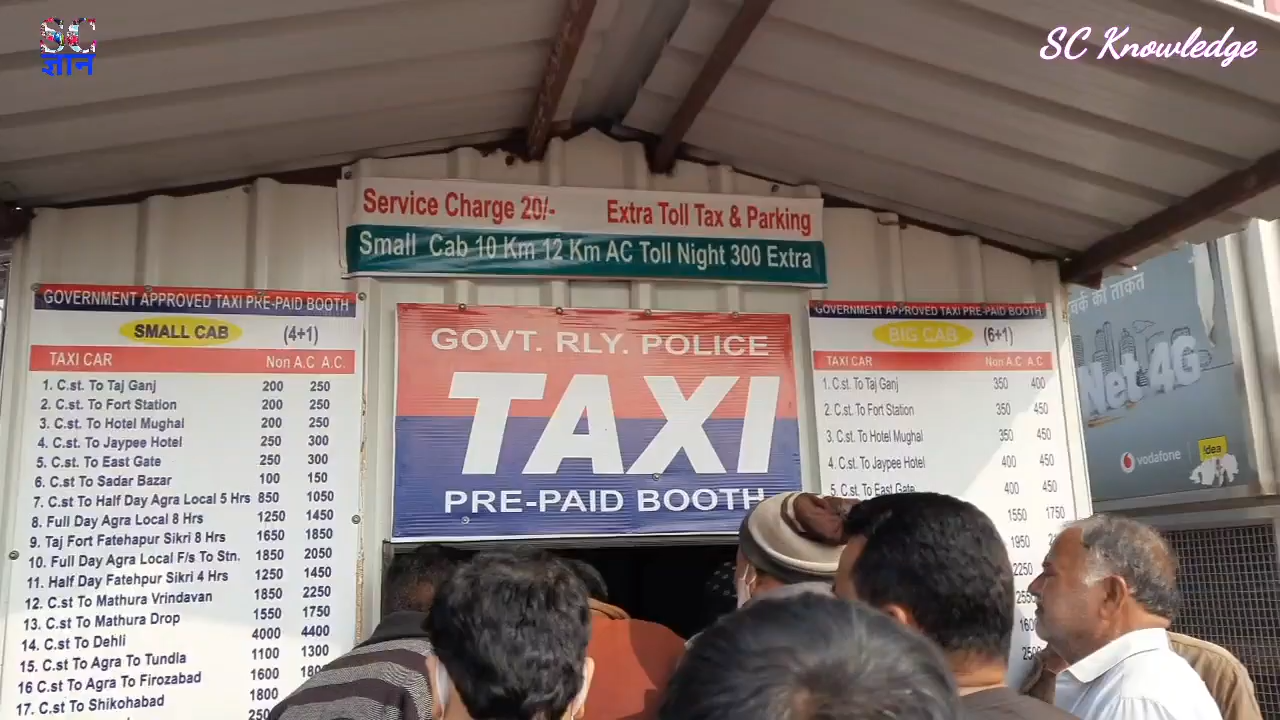 SC
ज्ञान
SC Knowledge
Service Charge 20/- Extra Toll Tax & Parking
Small Cab 10 Km 12 Km AC Toll Night 300 Extra
GOVERNMENT APPROVED TAXI PRE-PAID BOOTH
SMALL CAB (4+1)
TAXI CAR Non A.C A.C.
1. C.st. To Taj Ganj 200 250
2. C.st. To Fort Station 200 250
3. C.st. To Hotel Mughal 200 250
4. C.st. To Jaypee Hotel 250 300
5. C.st. To East Gate 250 300
6. C.st. To Sadar Bazar 100 150
7. C.st To Half Day Agra Local 5 Hrs 850 1050
8. Full Day Agra Local 8 Hrs 1250 1450
9. Taj Fort Fatehapur Sikri 8 Hrs 1650 1850
10. Full Day Agra Local F/s To Stn. 1850 2050
11. Half Day Fatehpur Sikri 4 Hrs 1250 1450
12. C.st To Mathura Vrindavan 1850 2250
13. C.st To Mathura Drop 1550 1750
14. C.st To Dehli 4000 4400
15. C.st To Agra To Tundla 1100 1300
16 C.st To Agra To Firozabad 1600
17. C.st To Shikohabad 1800
GOVT. RLY. POLICE
TAXI
PRE-PAID BOOTH
GOVERNMENT APPROVED TAXI PRE-PAID BOOTH
BIG CAB (6+1)
TAXI CAR Non A.C A.C.
1. C.st. To Taj Ganj 350 400
2. C.st. To Fort Station 350 450
3. C.st. To Hotel Mughal 350 450
4. C.st. To Jaypee Hotel 400 450
5. C.st. To East Gate 400 450
1550 1750
1950
2250
की ताकत
Net 4G
vodafone
idea